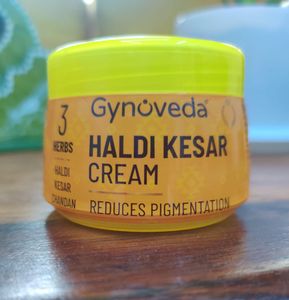 Gynoveda
3
HERBS
HALDI
KESAR
CHANDAN
HALDI KESAR
CREAM
REDUCES PIGMENTATION